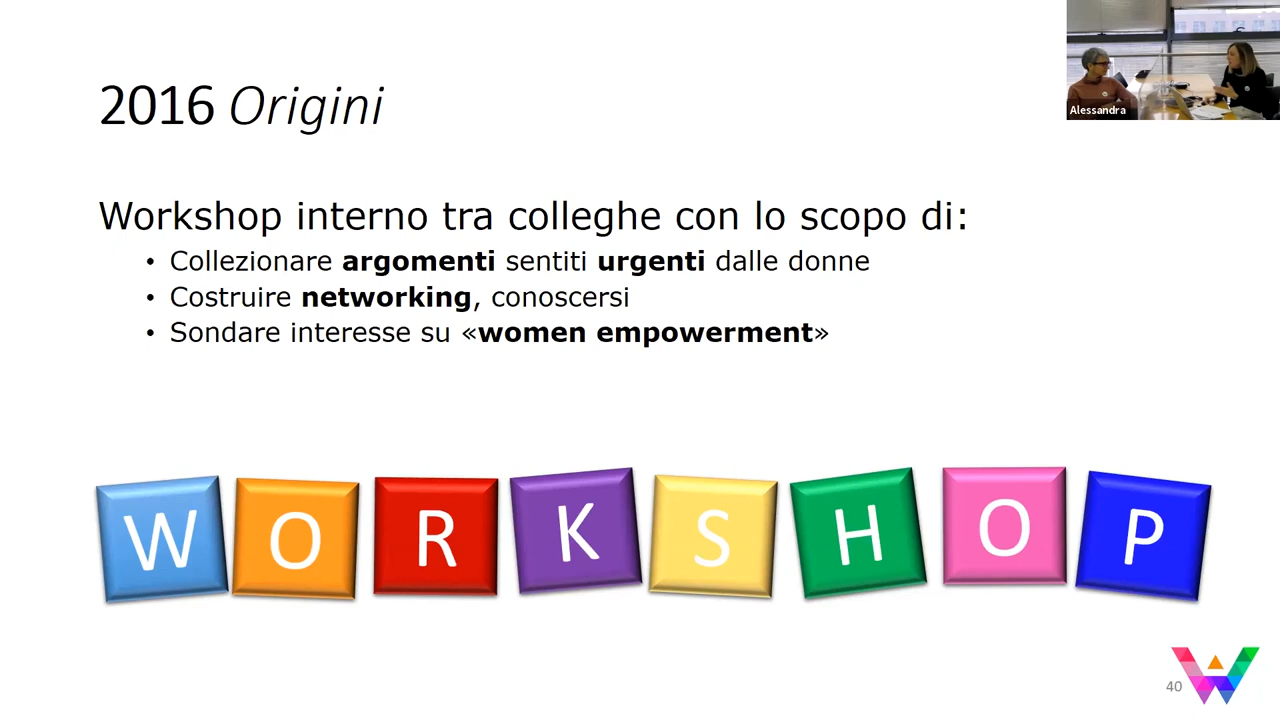 2016 Origini
Alessandra
Workshop interno tra colleghe con lo scopo di:
• Collezionare argomenti sentiti urgenti dalle donne
• Costruire networking, conoscersi
• Sondare interesse su «women empowerment»
WORKSHOP
40